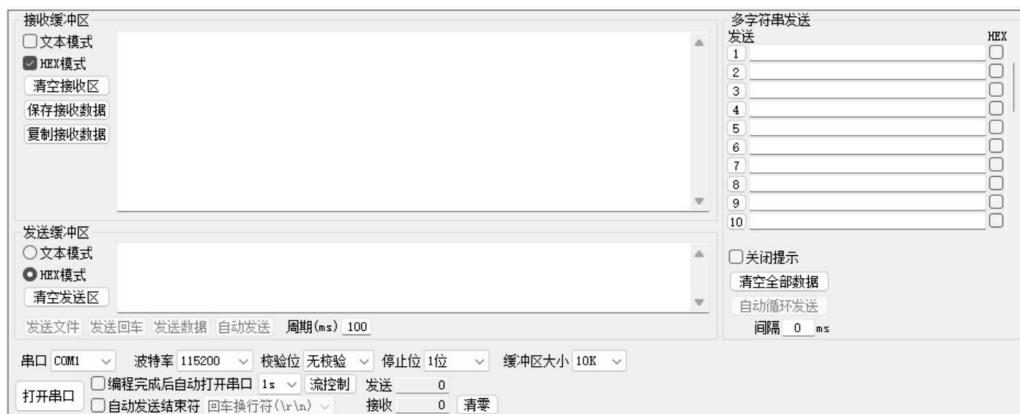 接收缓冲区
文本模式
HEX模式
清空接收区
保存接收数据
复制接收数据
发送缓冲区
文本模式
HEX模式
清空发送区
发送文件 发送回车 发送数据 自动发送 周期(ms) 100
多字符串发送
发送 HEX
1
2
3
4
5
6
7
8
9
10
关闭提示
清空全部数据
自动循环发送
间隔 0 ms
串口 COM1 波特率 115200 校验位 无校验 停止位 1位 缓冲区大小 10K
打开串口 编程完成后自动打开串口 1s 流控制 发送 0
自动发送结束符 回车换行符(\r\n) 接收 0 清零